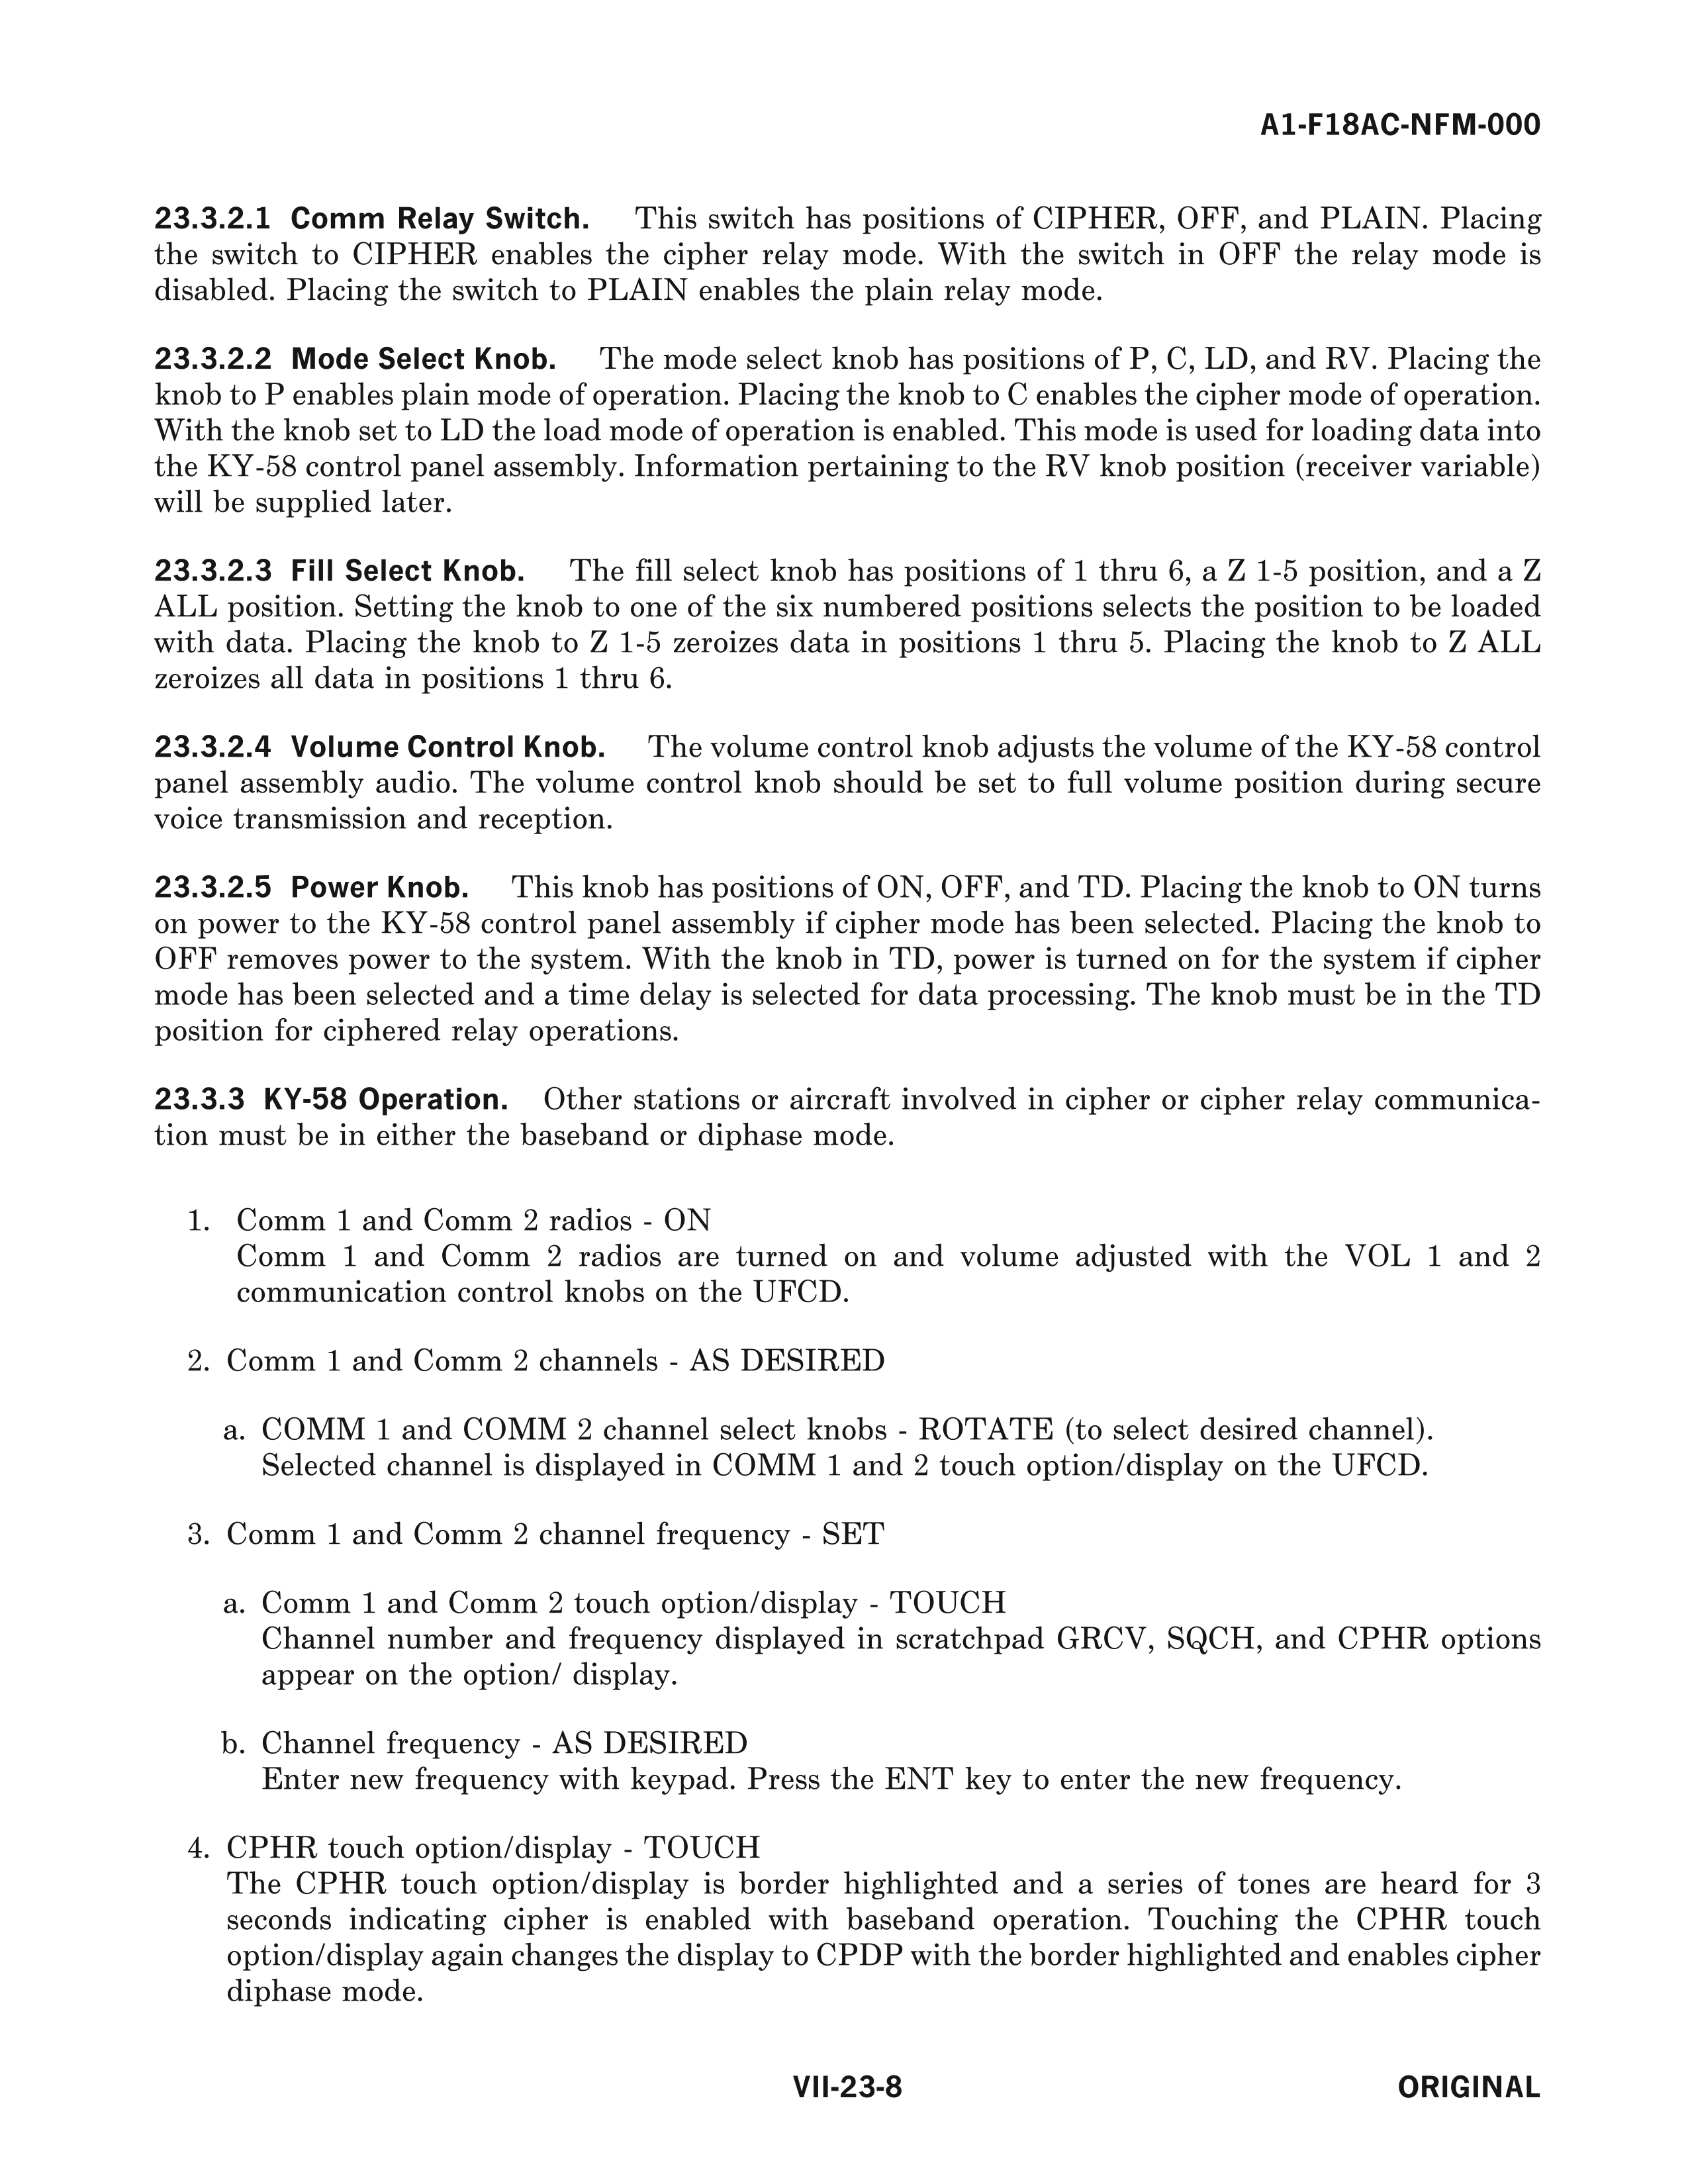 A1-F18AC-NFM-000
23.3.2.1 Comm Relay Switch. This switch has positions of CIPHER, OFF, and PLAIN. Placing
the switch to CIPHER enables the cipher relay mode. With the switch in OFF the relay mode is
disabled. Placing the switch to PLAIN enables the plain relay mode.
23.3.2.2 Mode Select Knob. The mode select knob has positions of P, C, LD, and RV. Placing the
knob to P enables plain mode of operation. Placing the knob to C enables the cipher mode of operation.
With the knob set to LD the load mode of operation is enabled. This mode is used for loading data into
the KY-58 control panel assembly. Information pertaining to the RV knob position (receiver variable)
will be supplied later.
23.3.2.3 Fill Select Knob. The fill select knob has positions of 1 thru 6, a Z 1-5 position, and a Z
ALL position. Setting the knob to one of the six numbered positions selects the position to be loaded
with data. Placing the knob to Z 1-5 zeroizes data in positions 1 thru 5. Placing the knob to Z ALL
zeroizes all data in positions 1 thru 6.
23.3.2.4 Volume Control Knob. The volume control knob adjusts the volume of the KY-58 control
panel assembly audio. The volume control knob should be set to full volume position during secure
voice transmission and reception.
23.3.2.5 Power Knob. This knob has positions of ON, OFF, and TD. Placing the knob to ON turns
on power to the KY-58 control panel assembly if cipher mode has been selected. Placing the knob to
OFF removes power to the system. With the knob in TD, power is turned on for the system if cipher
mode has been selected and a time delay is selected for data processing. The knob must be in the TD
position for ciphered relay operations.
23.3.3 KY-58 Operation. Other stations or aircraft involved in cipher or cipher relay communica-
tion must be in either the baseband or diphase mode.
1. Comm 1 and Comm 2 radios - ON
Comm 1 and Comm 2 radios are turned on and volume adjusted with the VOL 1 and 2
communication control knobs on the UFCD.
2. Comm 1 and Comm 2 channels - AS DESIRED
a. COMM 1 and COMM 2 channel select knobs - ROTATE (to select desired channel).
Selected channel is displayed in COMM 1 and 2 touch option/display on the UFCD.
3. Comm 1 and Comm 2 channel frequency - SET
a. Comm 1 and Comm 2 touch option/display - TOUCH
Channel number and frequency displayed in scratchpad GRCV, SQCH, and CPHR options
appear on the option/ display.
b. Channel frequency - AS DESIRED
Enter new frequency with keypad. Press the ENT key to enter the new frequency.
4. CPHR touch option/display - TOUCH
The CPHR touch option/display is border highlighted and a series of tones are heard for 3
seconds indicating cipher is enabled with baseband operation. Touching the CPHR touch
option/display again changes the display to CPDP with the border highlighted and enables cipher
diphase mode.
VII-23-8
ORIGINAL